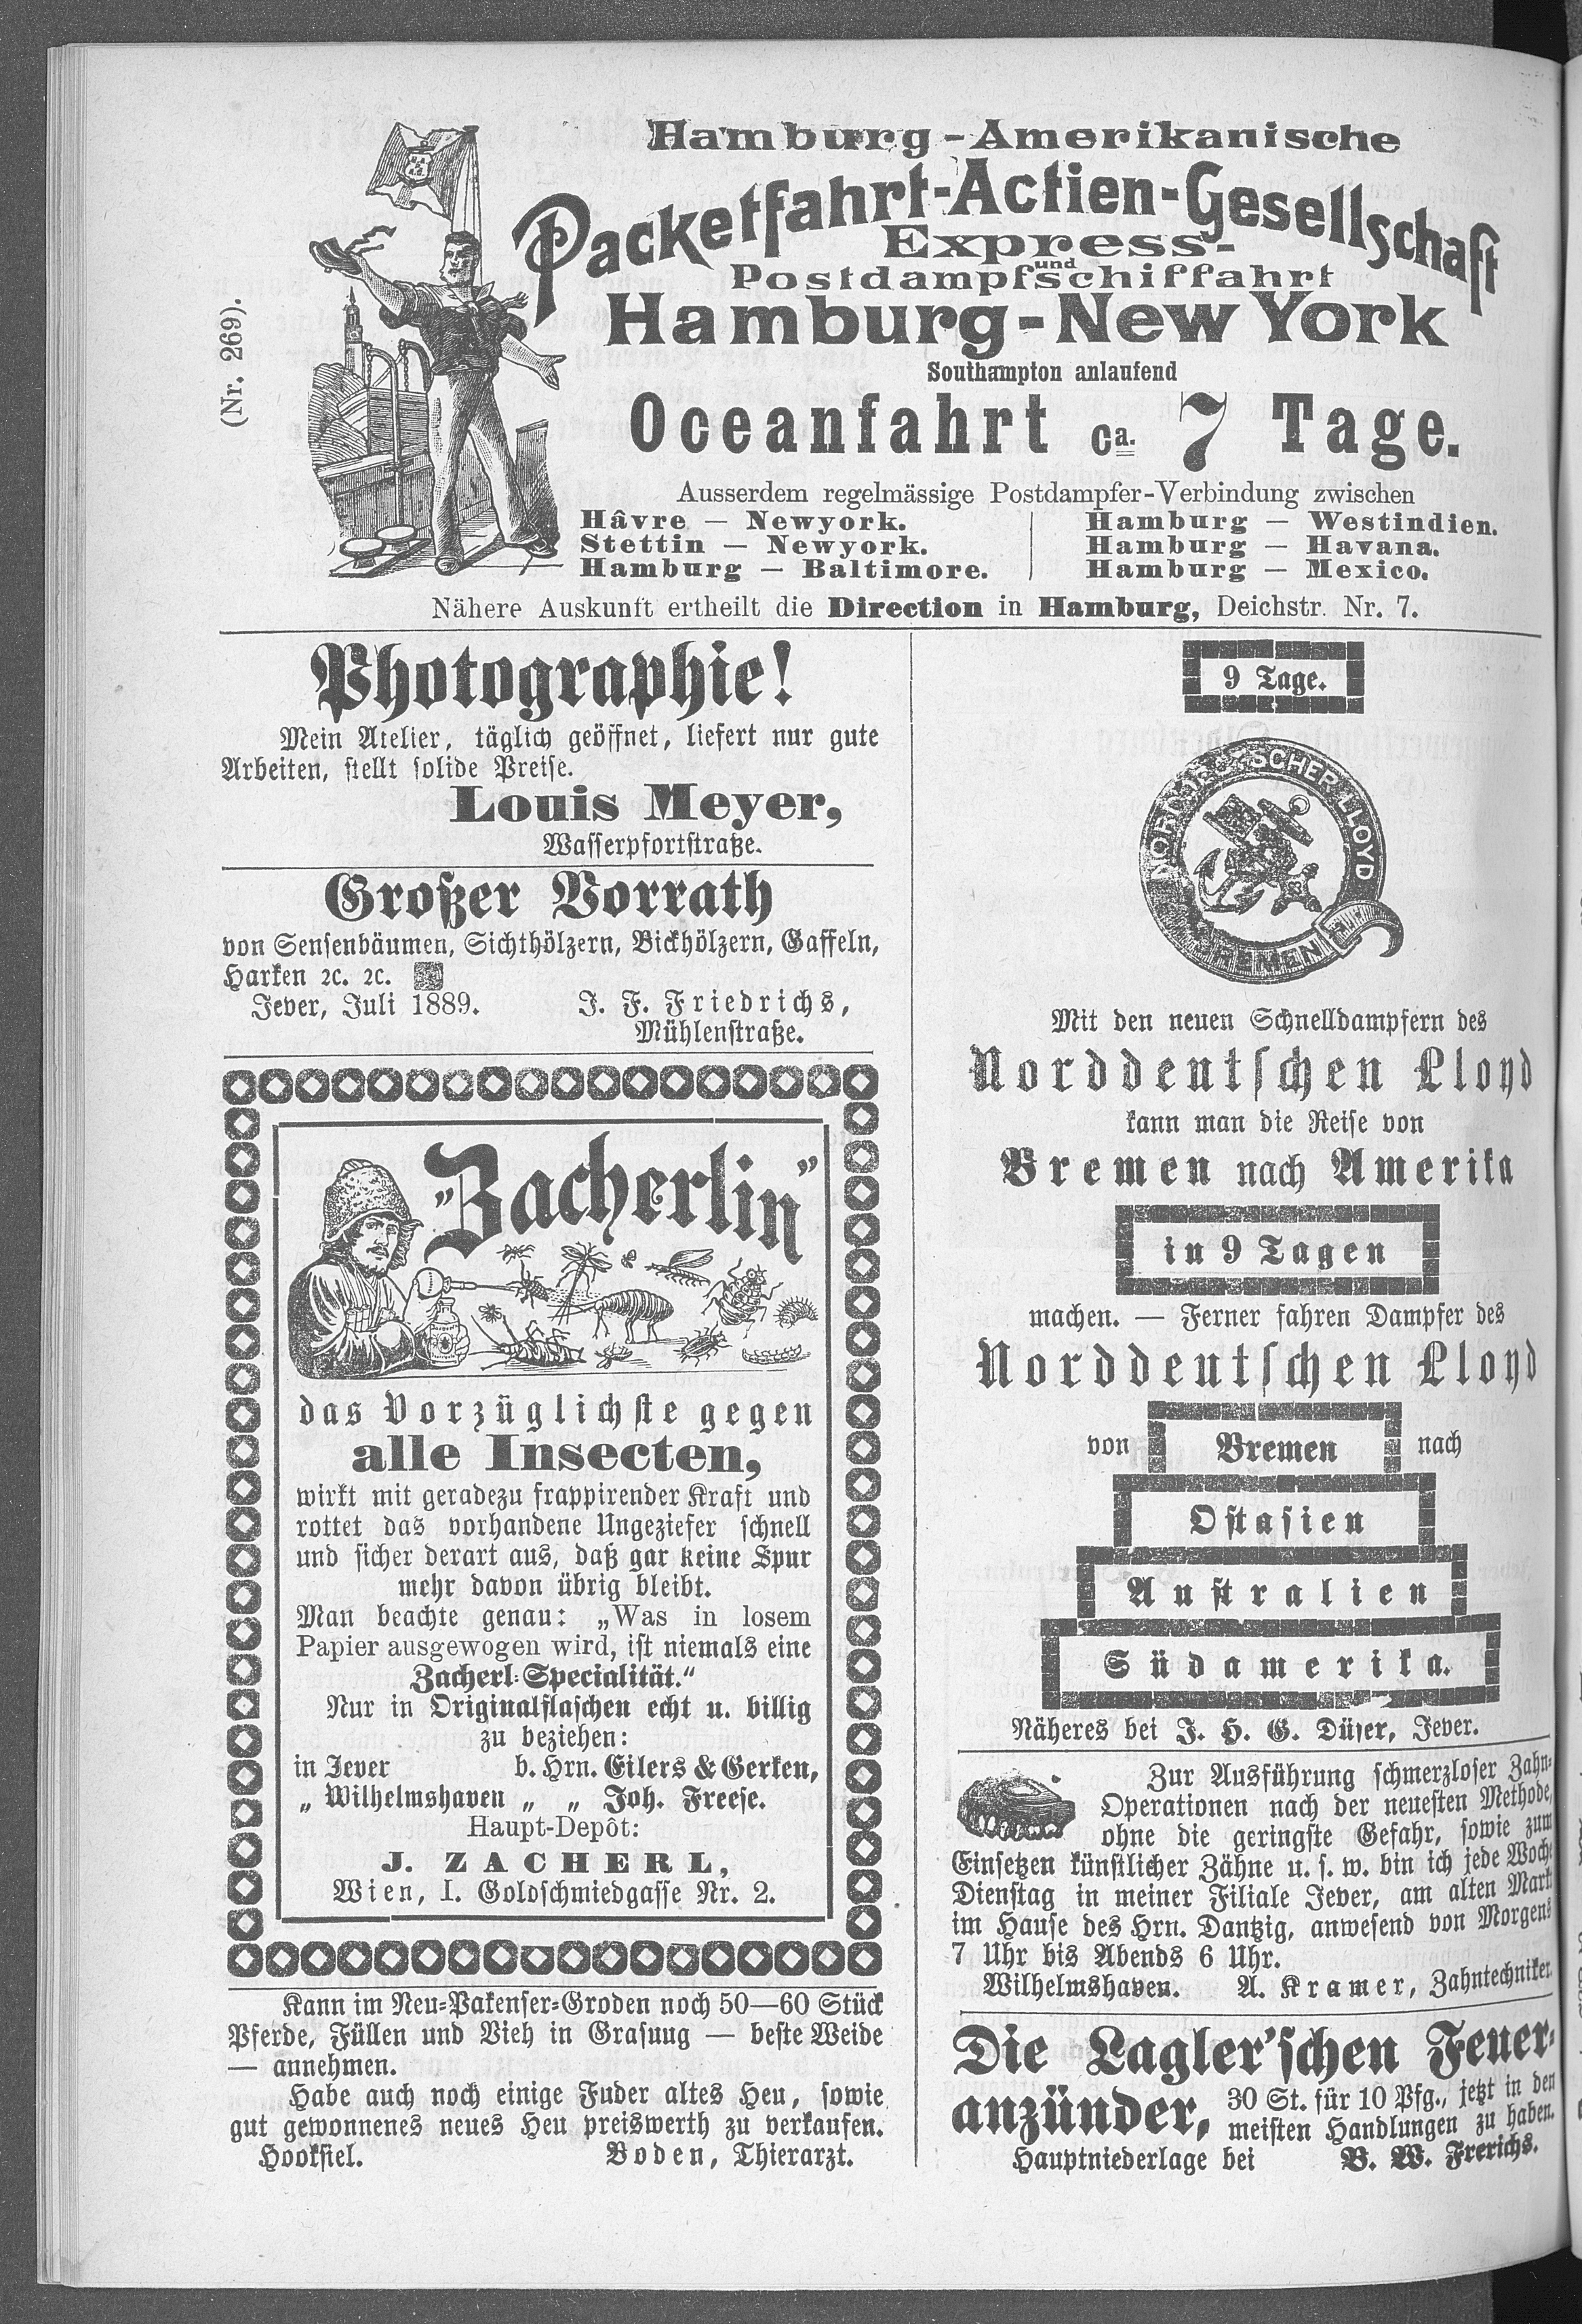 (Nr. 269).
Hamburg-Amerikanische
Packetfahrt-Actien-Gesellschaft
Express-
und
Postdampfschiffahrt
Hamburg-New York
Southampton anlaufend
Oceanfahrt ca. 7 Tage.
Ausserdem regelmässige Postdampfer-Verbindung zwischen
Hâvre — Newyork.
Stettin — Newyork.
Hamburg — Baltimore.
Hamburg — Westindien.
Hamburg — Havana.
Hamburg — Mexico.
Nähere Auskunft ertheilt die Direction in Hamburg, Deichstr. Nr. 7.
Photographie!
Mein Atelier, täglich geöffnet, liefert nur gute
Arbeiten, stellt solide Preise.
Louis Meyer,
Wasserpfortstraße.
Großer Vorrath
von Sensenbäumen, Sichthölzern, Bickhölzern, Gaffeln,
Harken ꝛc. ꝛc.
Jever, Juli 1889. J. F. Friedrichs,
Mühlenstraße.
„Zacherlin"
das Vorzüglichste gegen
alle Insecten,
wirkt mit geradezu frappirender Kraft und
rottet das vorhandene Ungeziefer schnell
und sicher derart aus, daß gar keine Spur
mehr davon übrig bleibt.
Man beachte genau: „Was in losem
Papier ausgewogen wird, ist niemals eine
Zacherl-Specialität.“
Nur in Originalflaschen echt u. billig
zu beziehen:
in Jever b. Hrn. Eilers & Gerken,
„ Wilhelmshaven „ „ Joh. Freese.
Haupt-Depôt:
J. ZACHERL,
Wien, I. Goldschmiedgasse Nr. 2.
Kann im Neu-Pakenser-Groden noch 50—60 Stück
Pferde, Füllen und Vieh in Grasung — beste Weide
— annehmen.
Habe auch noch einige Fuder altes Heu, sowie
gut gewonnenes neues Heu preiswerth zu verkaufen.
Hooksiel. Boden, Thierarzt.
9 Tage.
NORDDEUTSCHER LLOYD
BREMEN
Mit den neuen Schnelldampfern des
Norddeutschen Lloyd
kann man die Reise von
Bremen nach Amerika
in 9 Tagen
machen. — Ferner fahren Dampfer des
Norddeutschen Lloyd
von Bremen nach
Ostasien
Australien
Südamerika.
Näheres bei J. H. G. Düser, Jever.
Zur Ausführung schmerzloser Zahn-
Operationen nach der neuesten Methode,
ohne die geringste Gefahr, sowie zum
Einsetzen künstlicher Zähne u. s. w. bin ich jede Woche
Dienstag in meiner Filiale Jever, am alten Markt
im Hause des Hrn. Dantzig, anwesend von Morgens
7 Uhr bis Abends 6 Uhr.
Wilhelmshaven. A. Kramer, Zahntechniker.
Die Lagler'schen Feuer-
anzünder, 30 St. für 10 Pfg., jetzt in den
meisten Handlungen zu haben.
Hauptniederlage bei B. W. Frerichs.